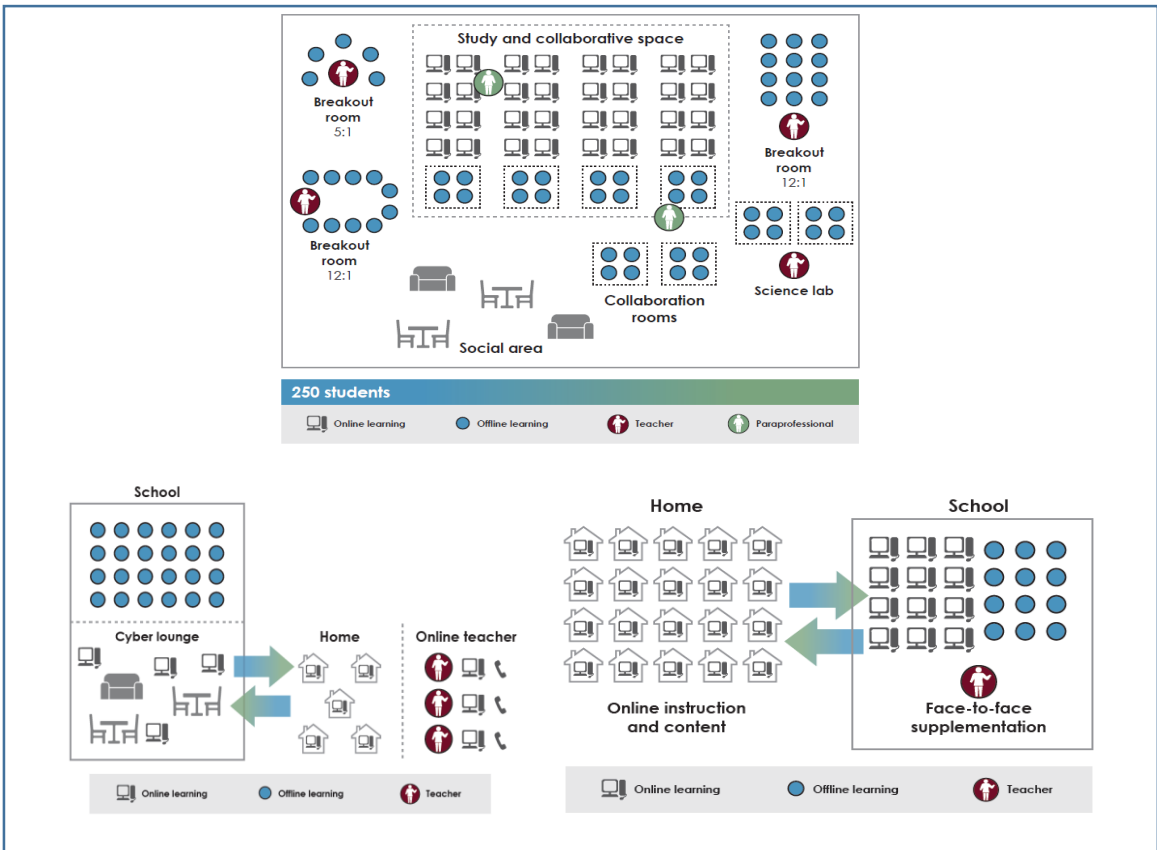 Study and collaborative space
Breakout
room
5:1
Breakout
room
12:1
Breakout
room
12:1
Science lab
Collaboration
rooms
Social area
250 students
Online learning
Offline learning
Teacher
Paraprofessional
School
Cyber lounge
Home
Online teacher
Online learning
Offline learning
Teacher
Home
School
Online instruction
and content
Face-to-face
supplementation
Online learning
Offline learning
Teacher